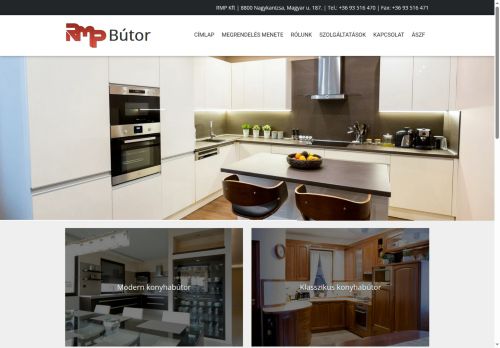 RMP Kft | 8800 Nagykanizsa, Magyar u. 187. | Tel.: +36 93 516 470 | Fax: +36 93 516 471
RMP Bútor
CÍMLAP MEGRENDELÉS MENETE RÓLUNK SZOLGÁLTATÁSOK KAPCSOLAT ÁSZF
Modern konyhabútor
Klasszikus konyhabútor